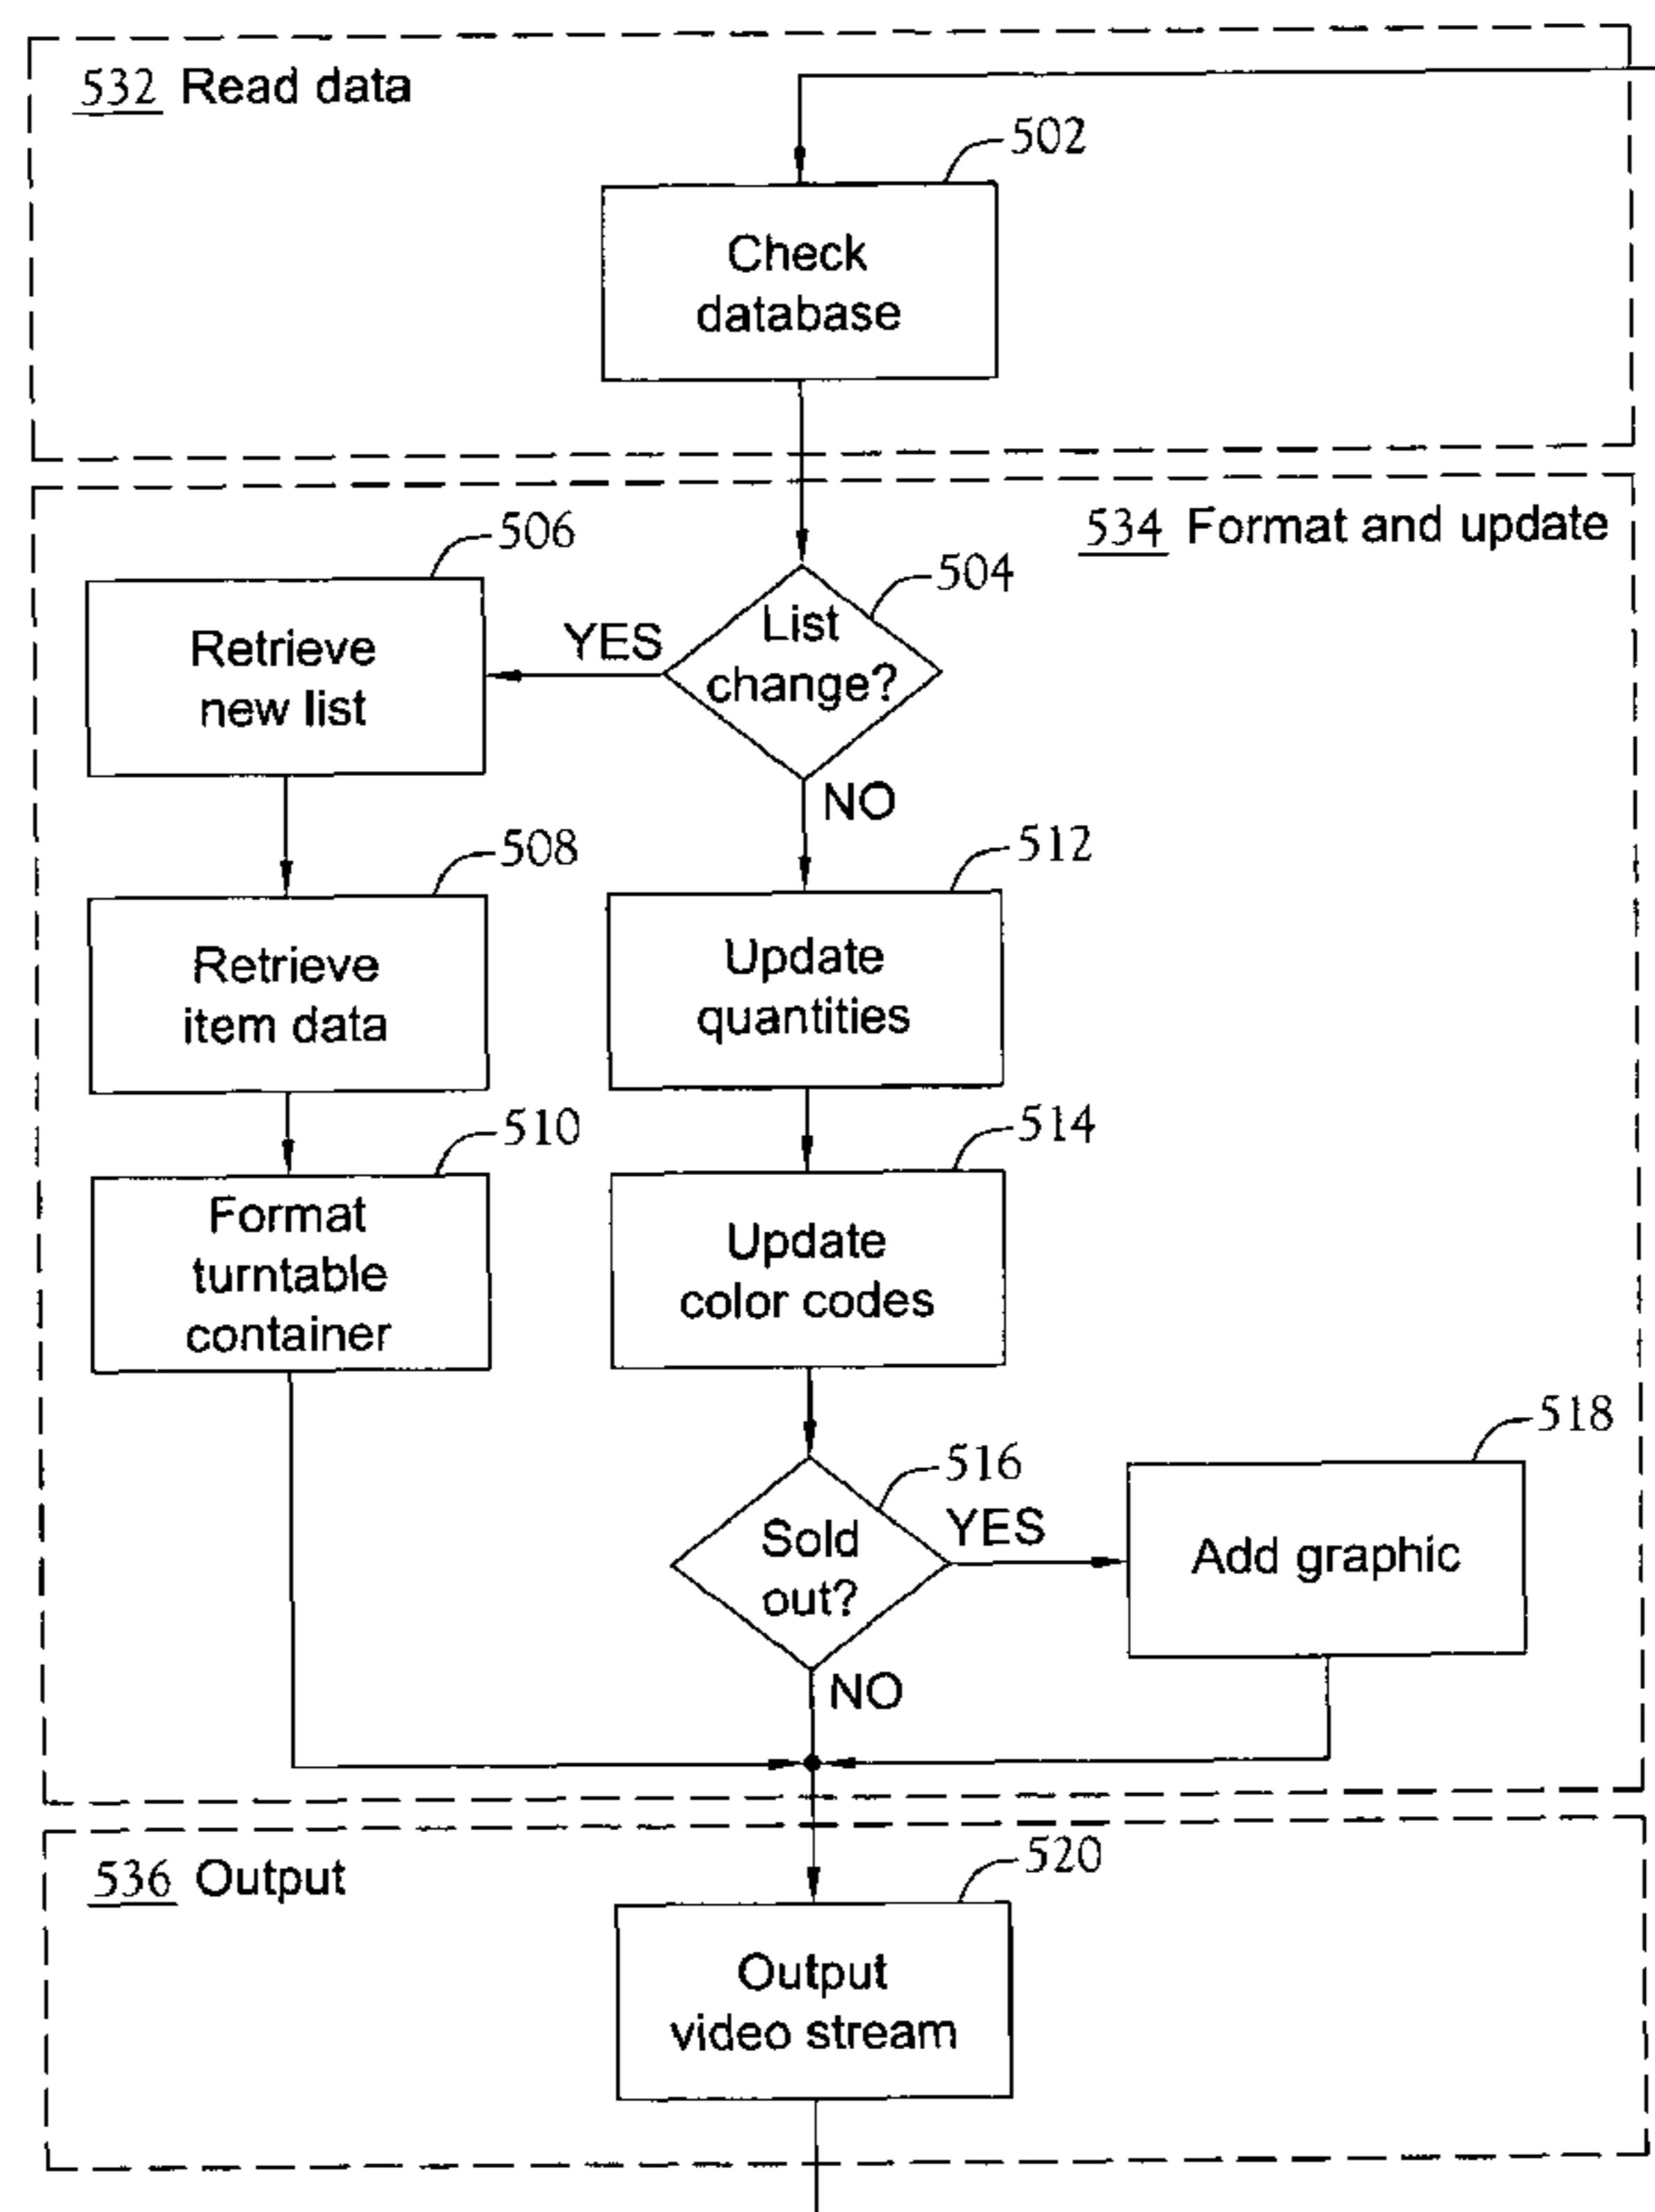 532 Read data
502
Check
database
534 Format and update
506
504
Retrieve
new list
YES
List
change?
NO
508
512
Retrieve
item data
Update
quantities
510
514
Format
turntable
container
Update
color codes
518
516
Sold
out?
YES
Add graphic
NO
536 Output
520
Output
video stream